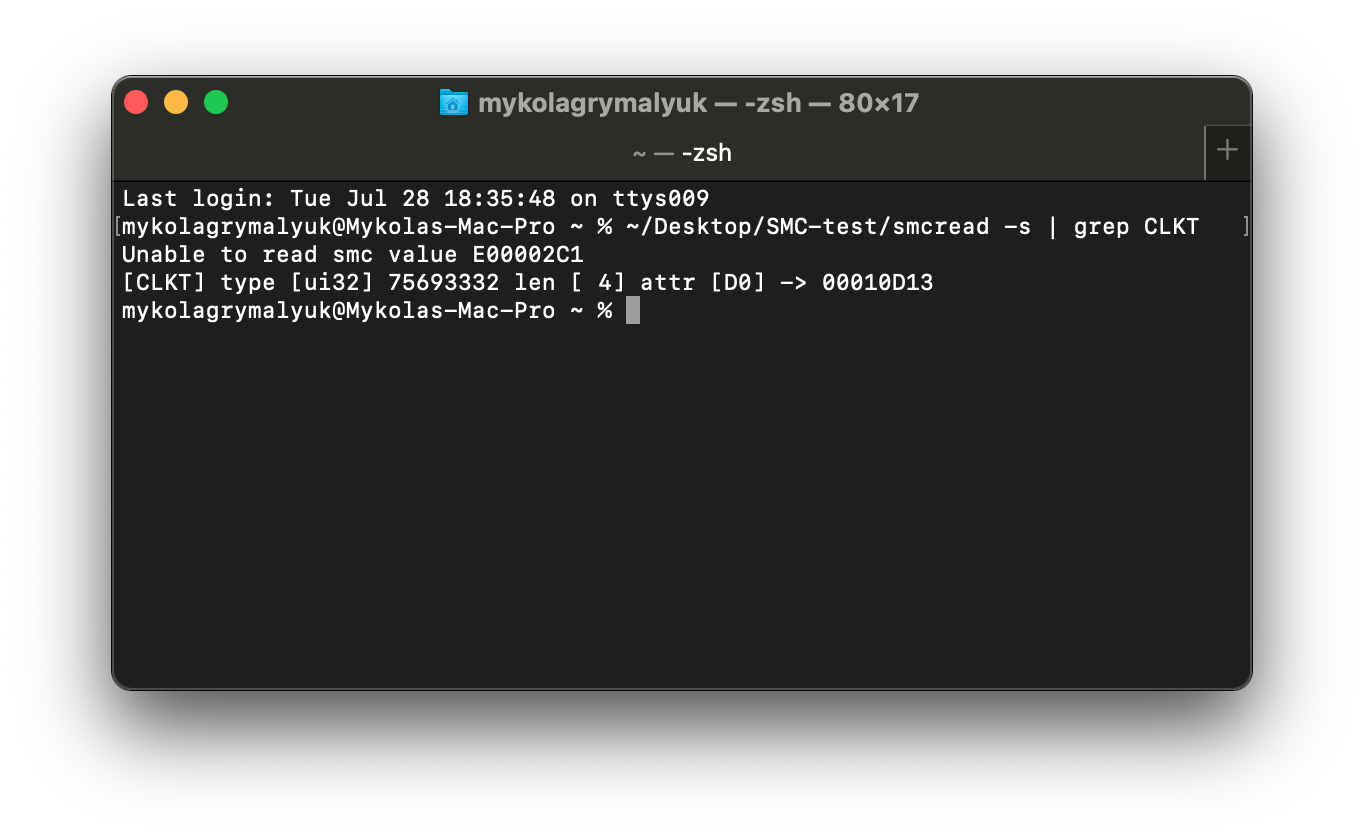 mykolagrymalyuk — -zsh — 80×17
~ — -zsh
Last login: Tue Jul 28 18:35:48 on ttys009
[mykolagrymalyuk@Mykolas-Mac-Pro ~ % ~/Desktop/SMC-test/smcread -s | grep CLKT ]
Unable to read smc value E00002C1
[CLKT] type [ui32] 75693332 len [ 4] attr [D0] -> 00010D13
mykolagrymalyuk@Mykolas-Mac-Pro ~ %